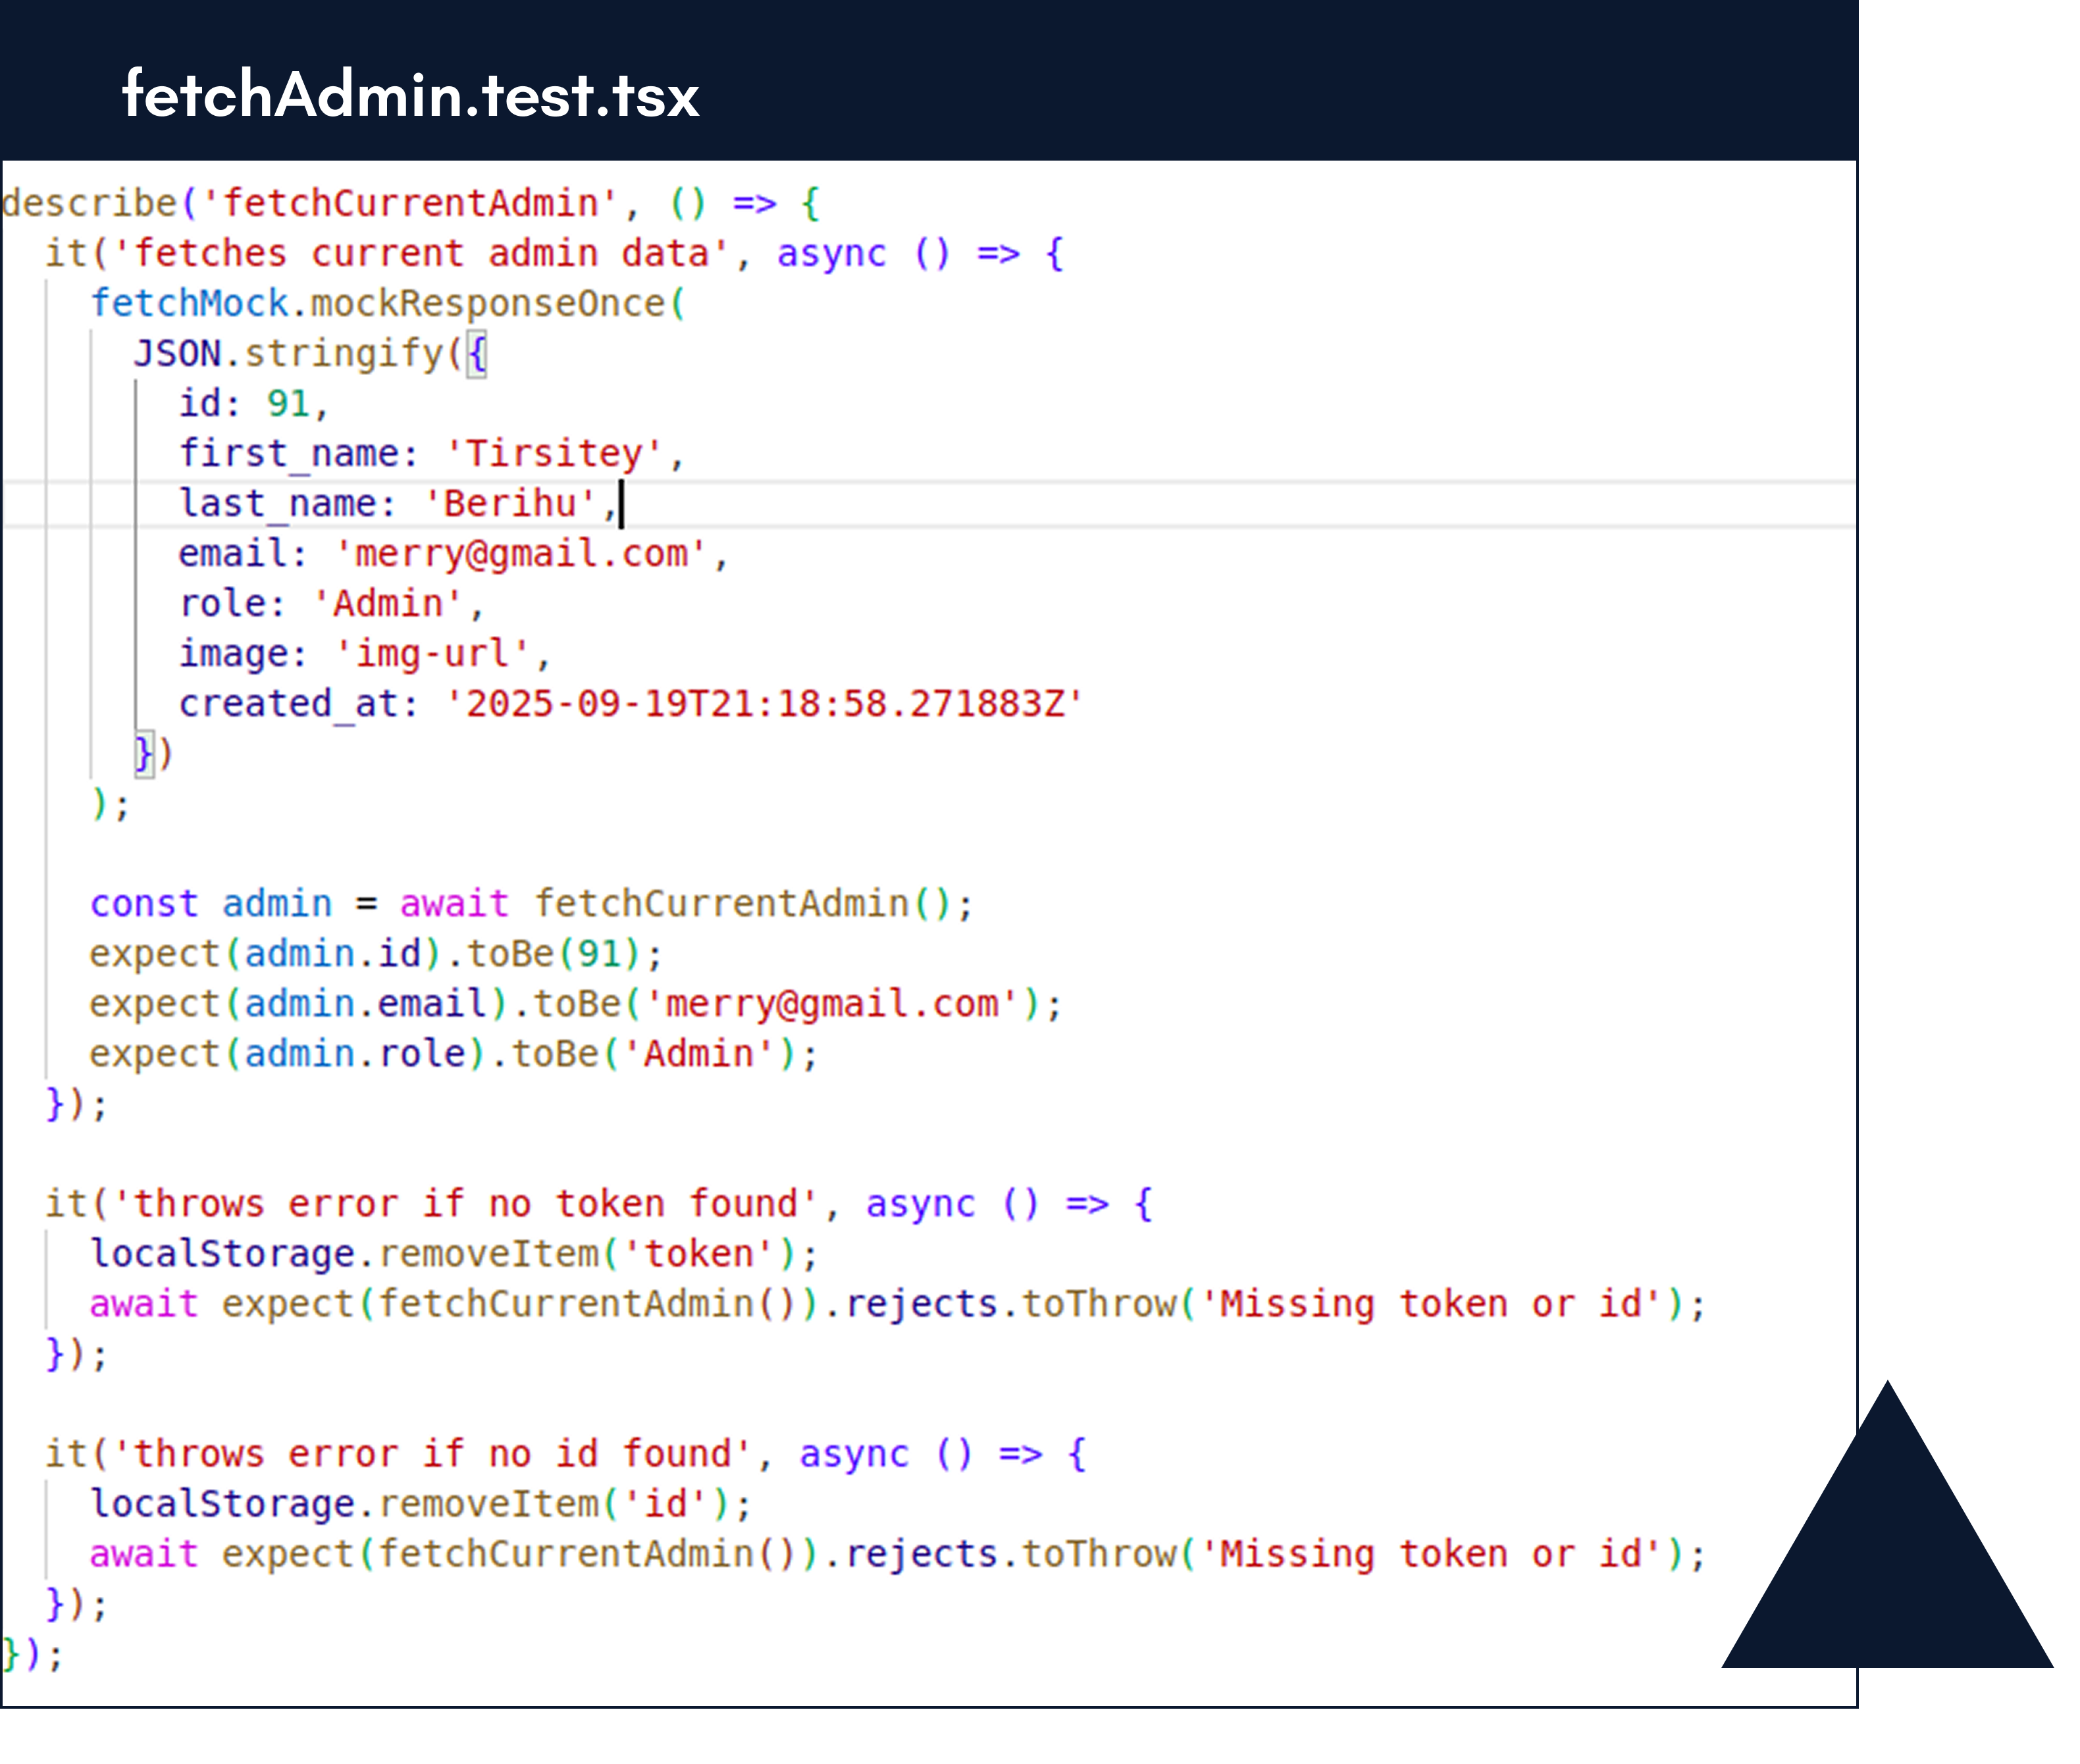 fetchAdmin.test.tsx
describe('fetchCurrentAdmin', () => {
  it('fetches current admin data', async () => {
    fetchMock.mockResponseOnce(
      JSON.stringify({
        id: 91,
        first_name: 'Tirsitey',
        last_name: 'Berihu',
        email: 'merry@gmail.com',
        role: 'Admin',
        image: 'img-url',
        created_at: '2025-09-19T21:18:58.271883Z'
      })
    );

    const admin = await fetchCurrentAdmin();
    expect(admin.id).toBe(91);
    expect(admin.email).toBe('merry@gmail.com');
    expect(admin.role).toBe('Admin');
  });

  it('throws error if no token found', async () => {
    localStorage.removeItem('token');
    await expect(fetchCurrentAdmin()).rejects.toThrow('Missing token or id');
  });

  it('throws error if no id found', async () => {
    localStorage.removeItem('id');
    await expect(fetchCurrentAdmin()).rejects.toThrow('Missing token or id');
  });
});